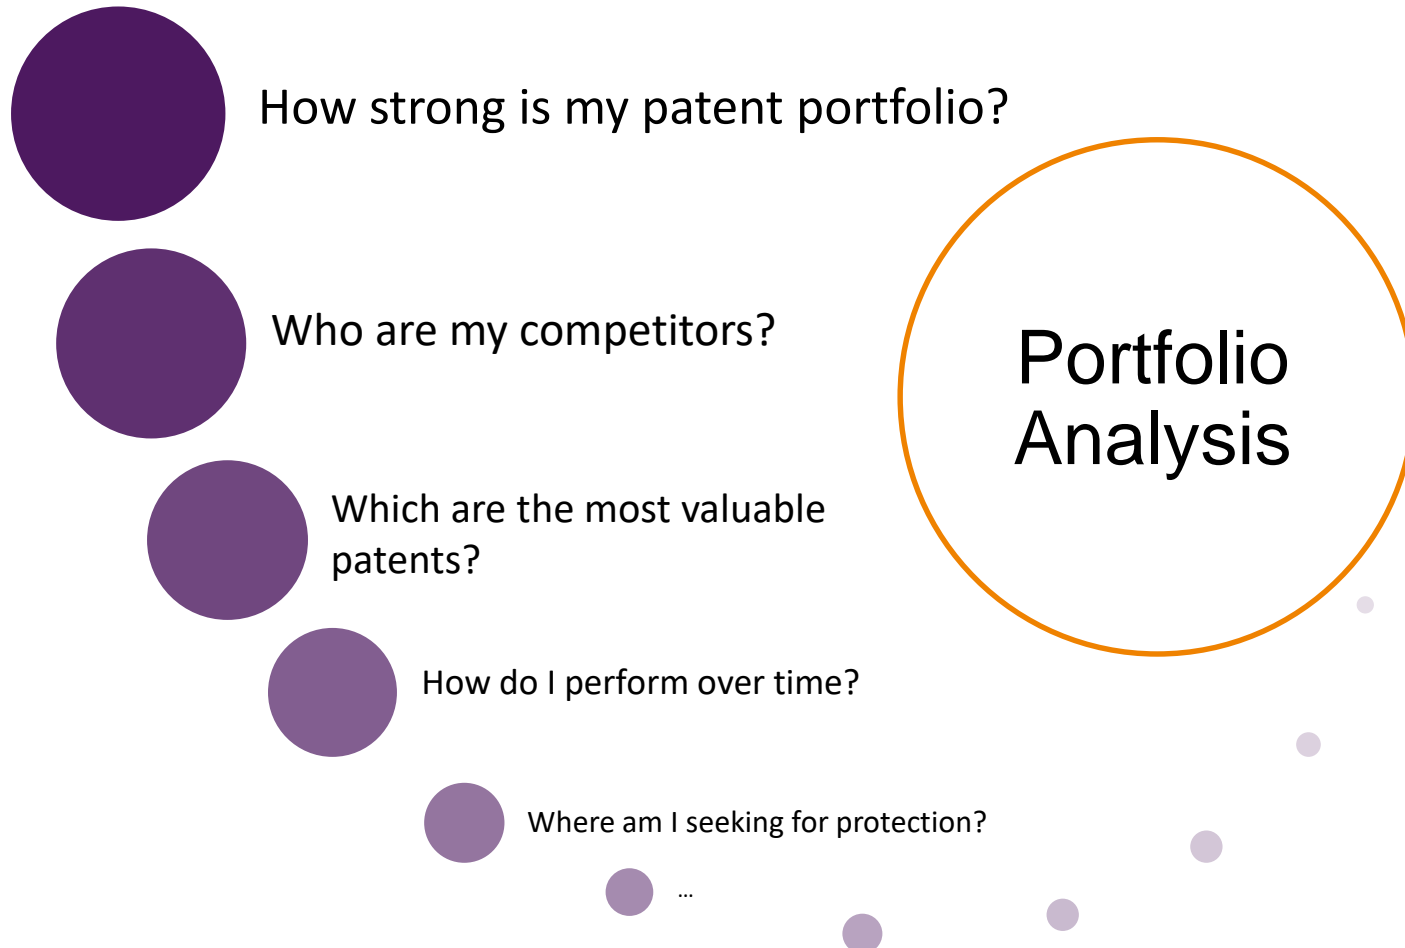 How strong is my patent portfolio?
Who are my competitors?
Portfolio
Analysis
Which are the most valuable
patents?
How do I perform over time?
Where am I seeking for protection?
...